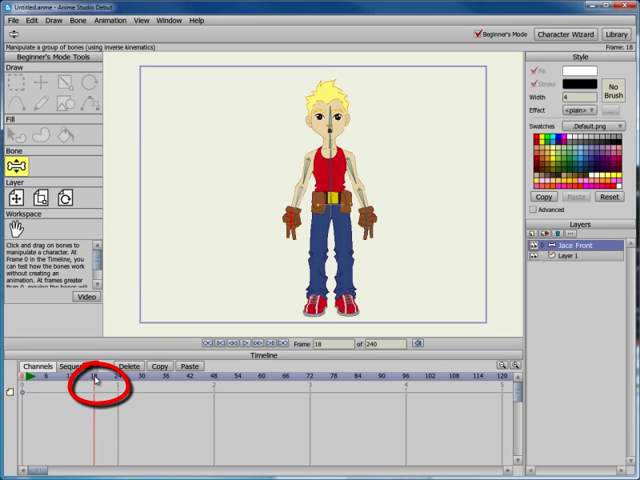 Untitled.anme - Anime Studio Debut
File Edit Draw Bone Animation View Window Help
Beginner's Mode Character Wizard Library
Manipulate a group of bones (using inverse kinematics) Frame: 18
Beginner's Mode Tools
Draw
Fill
Bone
Layer
Workspace
Click and drag on bones to
manipulate a character. At
Frame 0 in the Timeline, you
can test how the bones work
without creating an
animation. At frames greater
Video
Style
Fill
Stroke
No
Brush
Width 4
Effect <plain>
Swatches _Default.png
Copy Paste Reset
Advanced
Layers
Jace Front
Layer 1
Frame 18 of 240
Timeline
Channels Delete Copy Paste
0 6 18 24 30 36 42 48 54 60 66 72 78 84 90 96 102 108 114 120
0 1 2 3 4 5